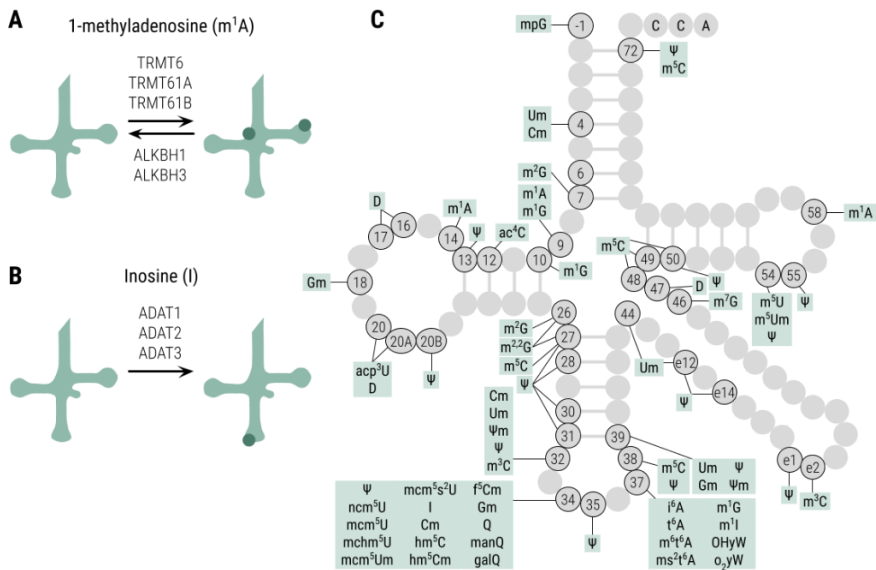 A
1-methyladenosine (m¹A)
TRMT6
TRMT61A
TRMT61B
ALKBH1
ALKBH3
B
Inosine (I)
ADAT1
ADAT2
ADAT3
C
mpG
-1
C C A
72
Ψ
m⁵C
Um
Cm
4
m²G
6
7
m¹A
m¹G
9
58
m¹A
D
17
16
m¹A
14
Ψ
13
ac⁴C
12
10
m¹G
Gm
18
20
20A
20B
acp³U
D
Ψ
m⁵C
49
50
Ψ
48
47
D
46
m⁷G
54
55
m⁵U
m⁵Um
Ψ
Ψ
26
m²G
m²,²G
27
m⁵C
28
Ψ
44
Um
e12
Ψ
e14
Cm
Um
Ψm
Ψ
m³C
30
31
32
39
Um Ψ
Gm Ψm
38
m⁵C
Ψ
37
e1
e2
Ψ
m³C
34
35
Ψ
Ψ mcm⁵s²U f⁵Cm
ncm⁵U I Gm
mcm⁵U Cm Q
mchm⁵U hm⁵C manQ
mcm⁵Um hm⁵Cm galQ
i⁶A m¹G
t⁶A m¹I
m⁶t⁶A OHyW
ms²t⁶A o₂yW